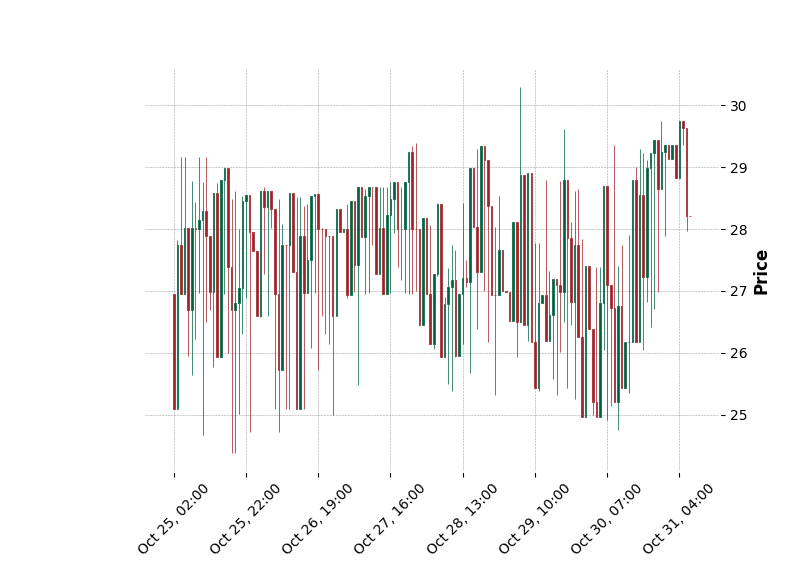 30
29
28
27
26
25
Price
Oct 25, 02:00
Oct 25, 22:00
Oct 26, 19:00
Oct 27, 16:00
Oct 28, 13:00
Oct 29, 10:00
Oct 30, 07:00
Oct 31, 04:00